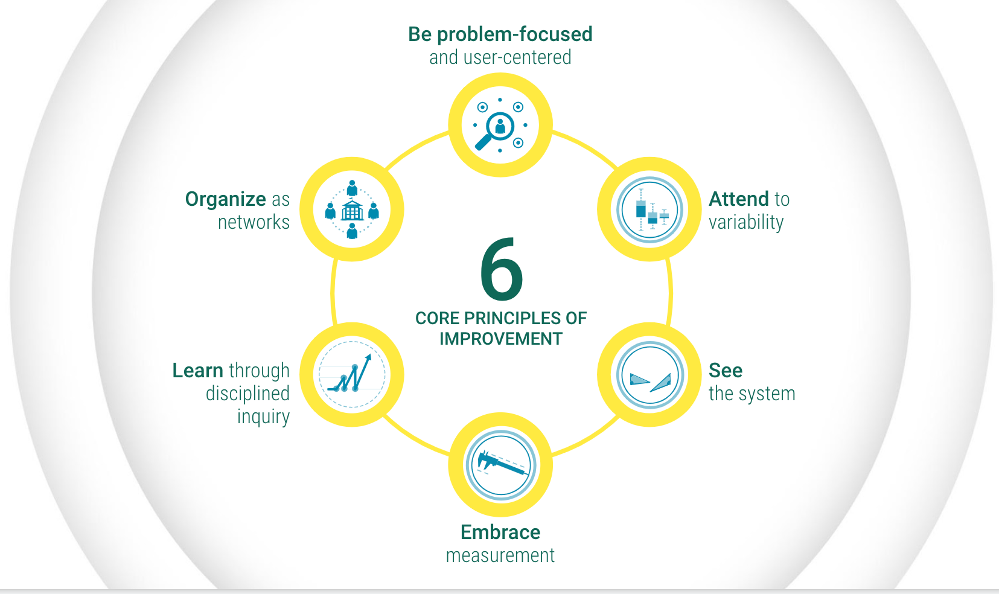 Be problem-focused
and user-centered
Organize as
networks
Attend to
variability
6
CORE PRINCIPLES OF
IMPROVEMENT
Learn through
disciplined
inquiry
See
the system
Embrace
measurement